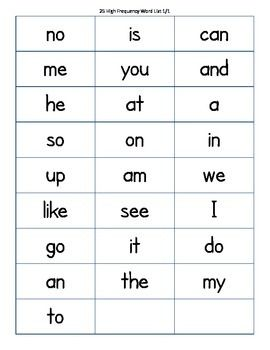 25 High Frequency Word List 5/1
no is can
me you and
he at a
so on in
up am we
like see I
go it do
an the my
to